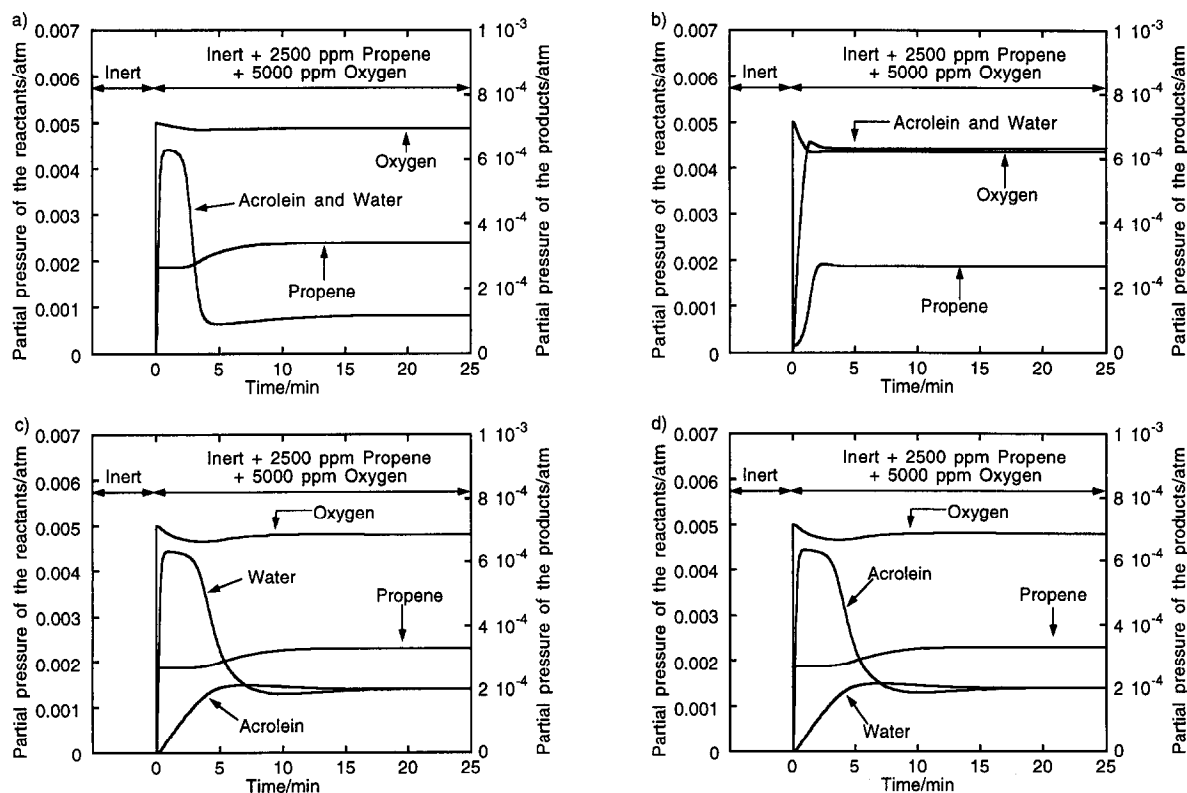 a)
Partial pressure of the reactants/atm
0.007
0.006
0.005
0.004
0.003
0.002
0.001
0
Inert
Inert + 2500 ppm Propene
+ 5000 ppm Oxygen
Oxygen
Acrolein and Water
Propene
0 5 10 15 20 25
Time/min
1 10-3
8 10-4
6 10-4
4 10-4
2 10-4
0
Partial pressure of the products/atm
b)
Partial pressure of the reactants/atm
0.007
0.006
0.005
0.004
0.003
0.002
0.001
0
Inert
Inert + 2500 ppm Propene
+ 5000 ppm Oxygen
Acrolein and Water
Oxygen
Propene
0 5 10 15 20 25
Time/min
1 10-3
8 10-4
6 10-4
4 10-4
2 10-4
0
Partial pressure of the products/atm
c)
Partial pressure of the reactants/atm
0.007
0.006
0.005
0.004
0.003
0.002
0.001
0
Inert
Inert + 2500 ppm Propene
+ 5000 ppm Oxygen
Oxygen
Water
Propene
Acrolein
0 5 10 15 20 25
Time/min
1 10-3
8 10-4
6 10-4
4 10-4
2 10-4
0
Partial pressure of the products/atm
d)
Partial pressure of the reactants/atm
0.007
0.006
0.005
0.004
0.003
0.002
0.001
0
Inert
Inert + 2500 ppm Propene
+ 5000 ppm Oxygen
Oxygen
Acrolein
Propene
Water
0 5 10 15 20 25
Time/min
1 10-3
8 10-4
6 10-4
4 10-4
2 10-4
0
Partial pressure of the products/atm